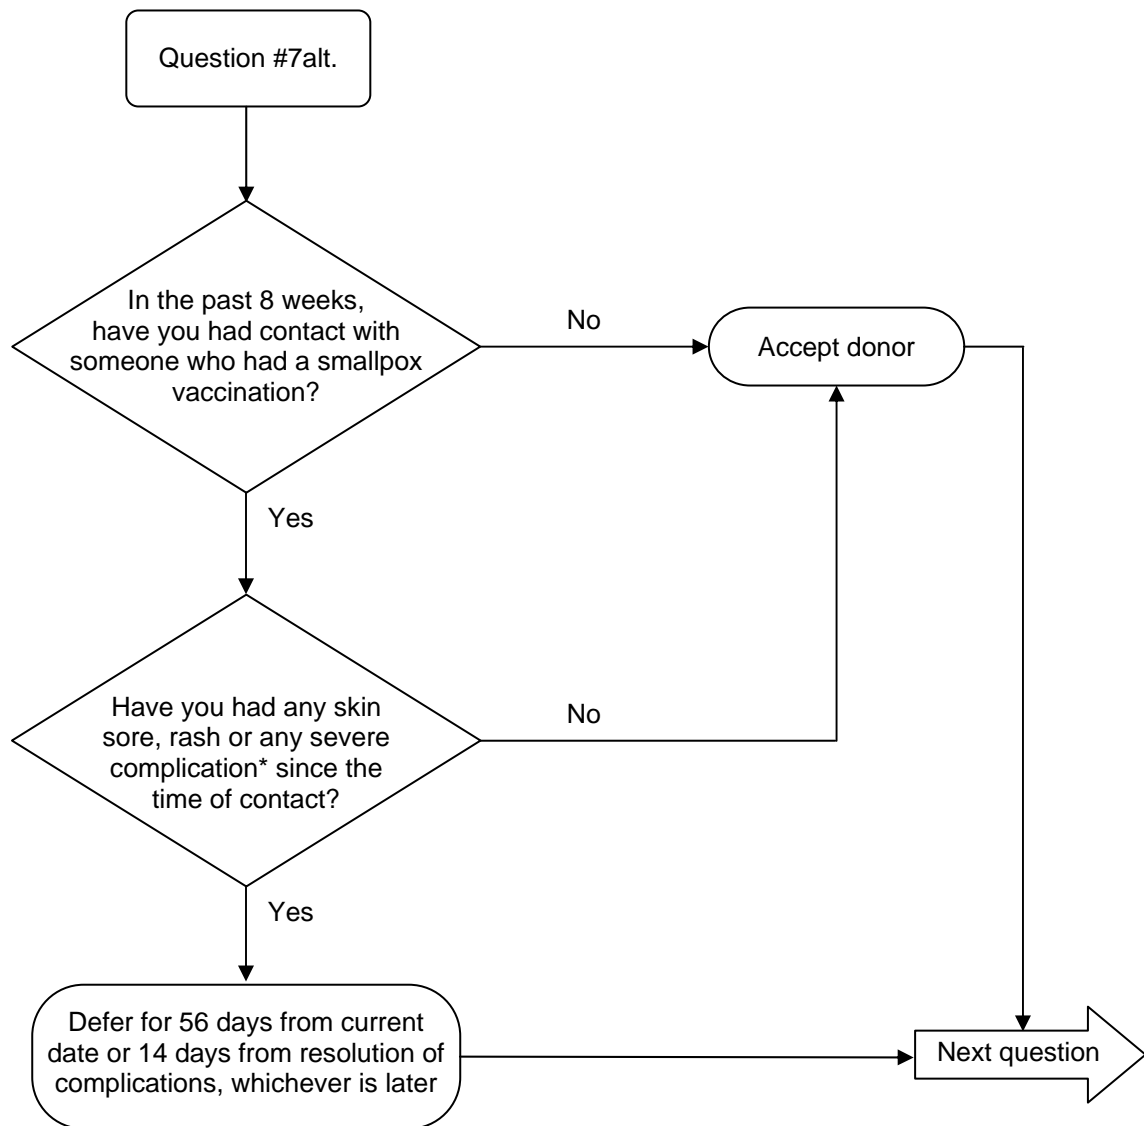 Question #7alt.
In the past 8 weeks,
have you had contact with
someone who had a smallpox
vaccination?
No
Accept donor
Yes
Have you had any skin
sore, rash or any severe
complication* since the
time of contact?
No
Yes
Defer for 56 days from current
date or 14 days from resolution of
complications, whichever is later
Next question